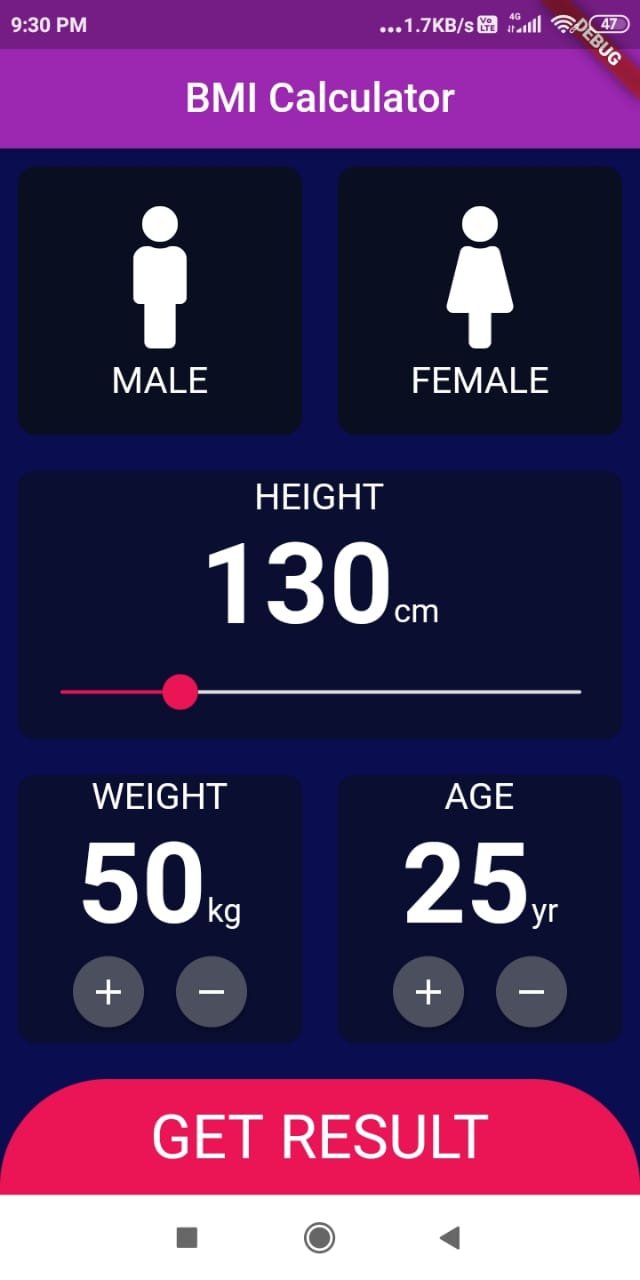 9:30 PM
...1.7KB/s Vo LTE 4G 47
DEBUG
BMI Calculator
MALE
FEMALE
HEIGHT
130cm
WEIGHT
AGE
50kg
25yr
+ − + −
GET RESULT